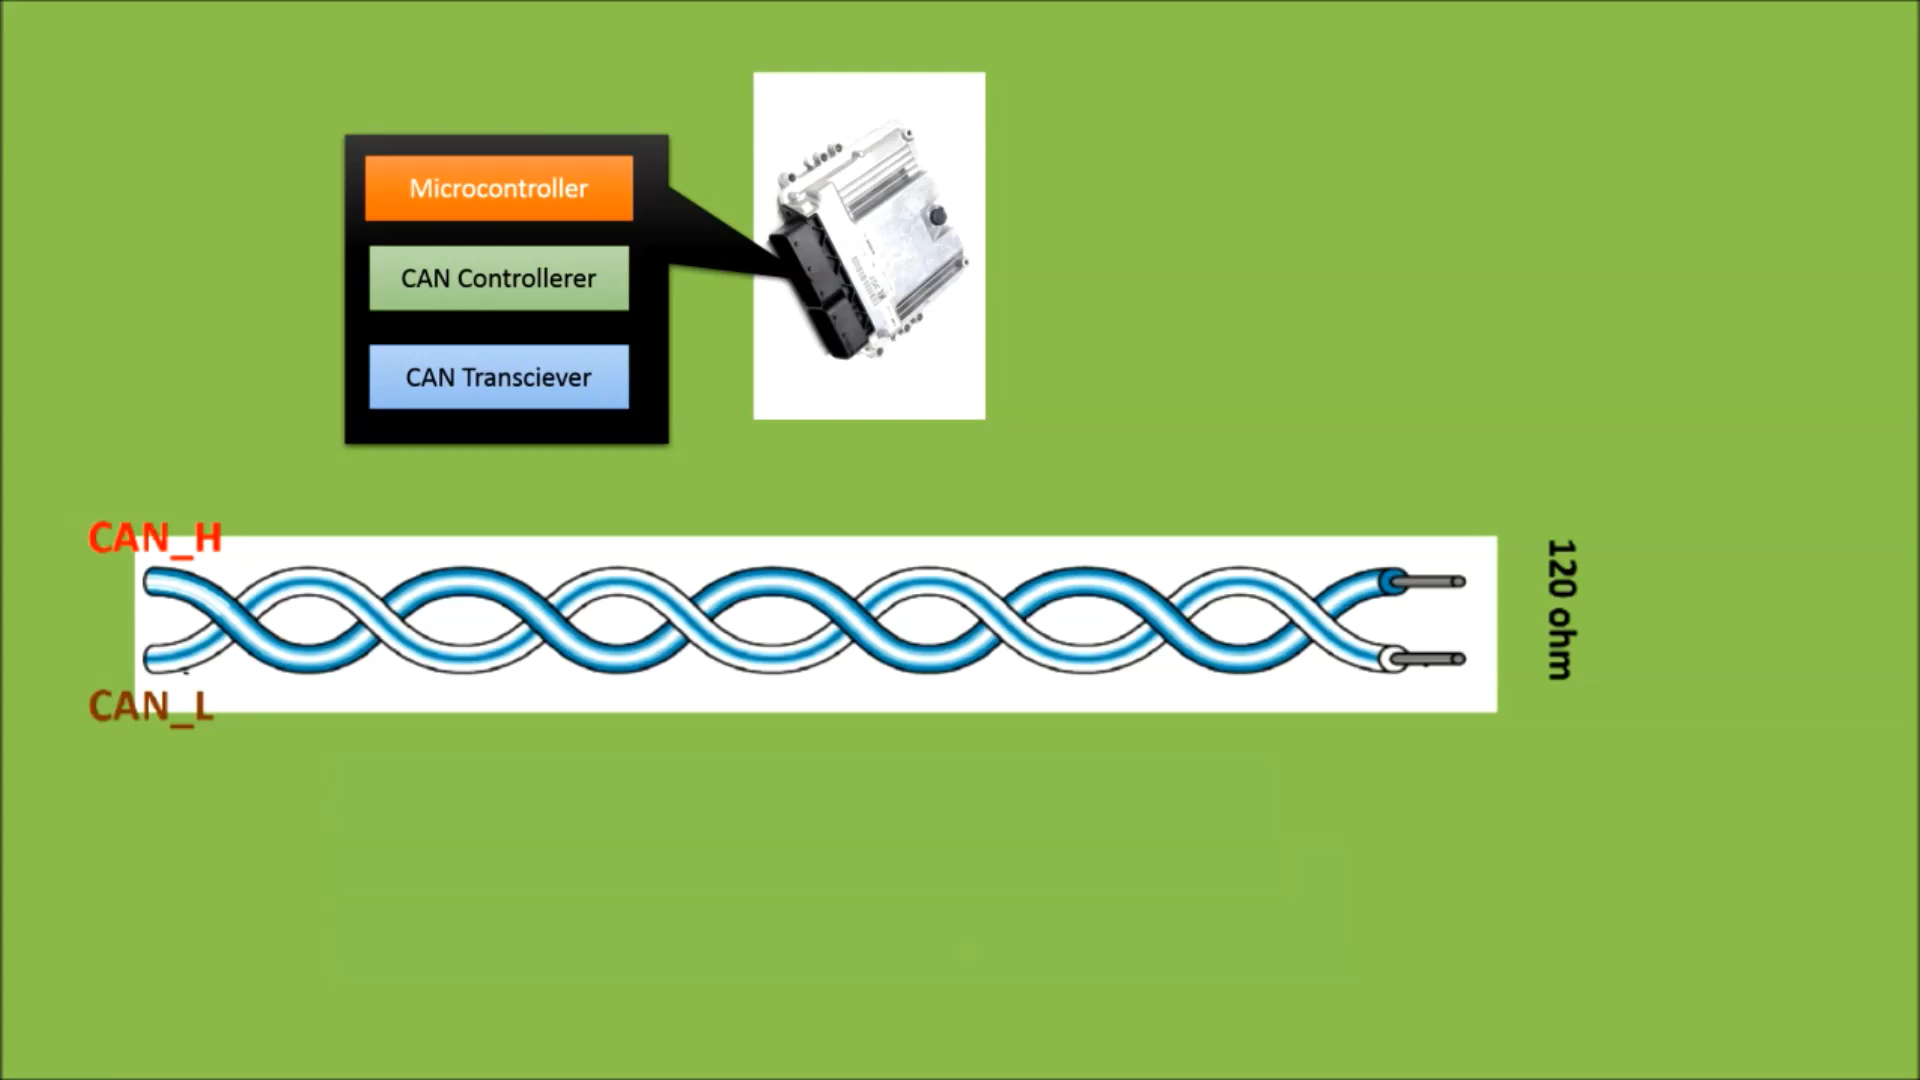 Microcontroller
CAN Controllerer
CAN Transciever
CAN_H
120 ohm
CAN_L